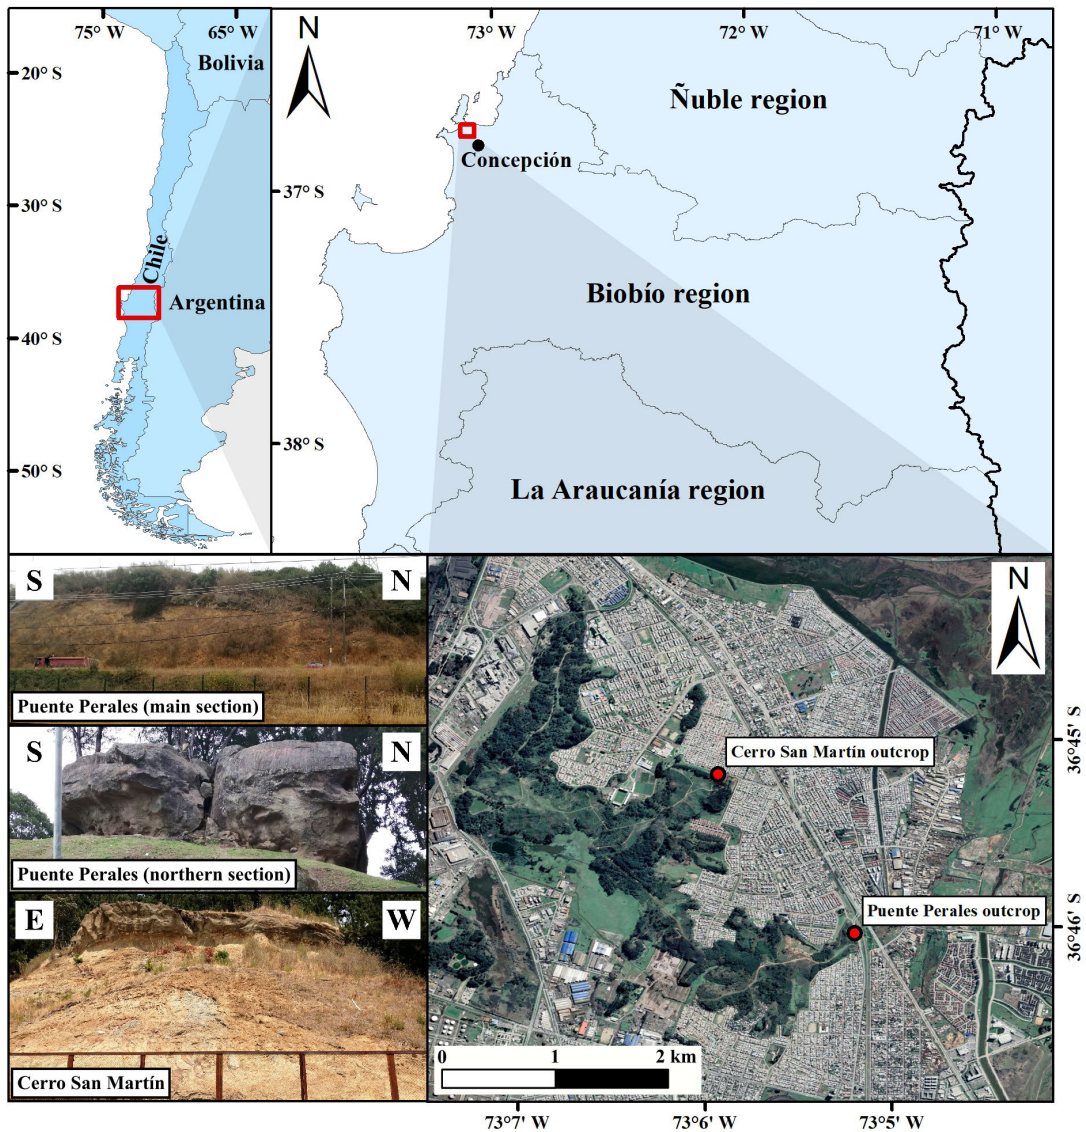 75° W
65° W
Bolivia
20° S
30° S
Chile
Argentina
40° S
50° S
N
73° W
72° W
71° W
Ñuble region
Concepción
37° S
Biobío region
38° S
La Araucanía region
S
N
Puente Perales (main section)
S
N
Puente Perales (northern section)
E
W
Cerro San Martín
N
Cerro San Martín outcrop
36°45' S
Puente Perales outcrop
36°46' S
0
1
2 km
73°7' W
73°6' W
73°5' W